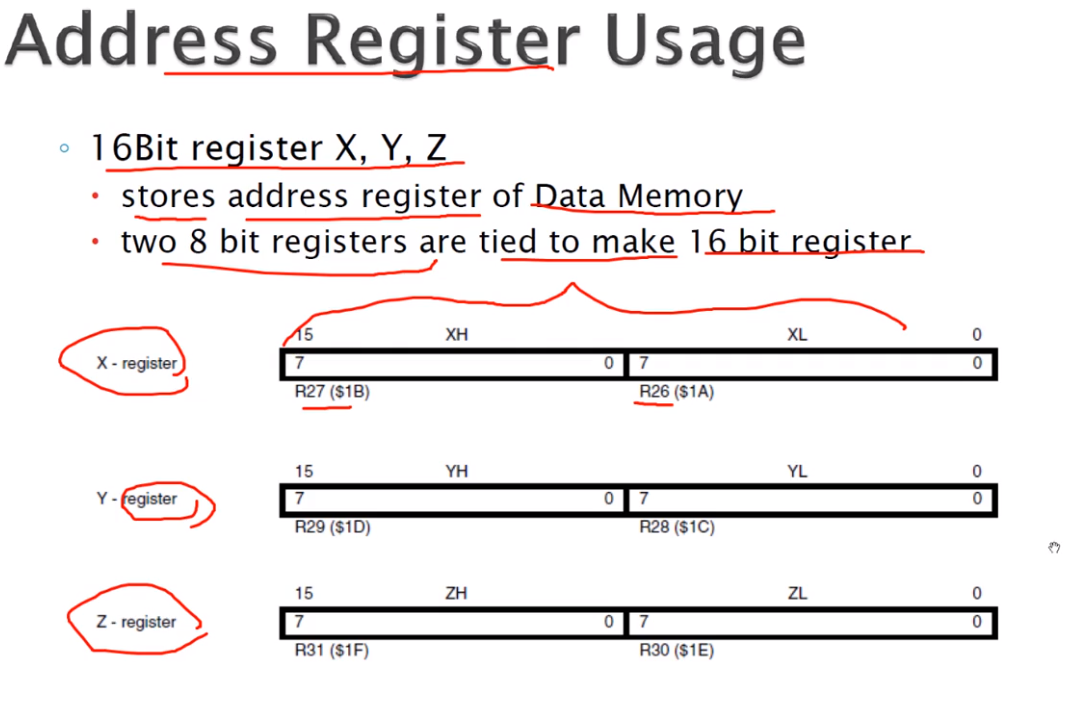 Address Register Usage
16Bit register X, Y, Z
stores address register of Data Memory
two 8 bit registers are tied to make 16 bit register
15 XH XL 0
X - register 7 0 7 0
R27 ($1B) R26 ($1A)
15 YH YL 0
Y - register 7 0 7 0
R29 ($1D) R28 ($1C)
15 ZH ZL 0
Z - register 7 0 7 0
R31 ($1F) R30 ($1E)